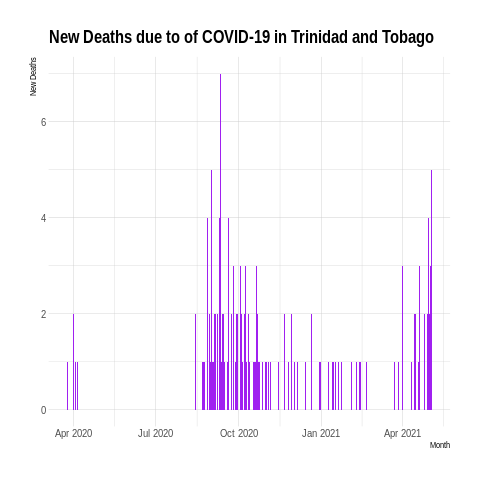 New Deaths due to of COVID-19 in Trinidad and Tobago
New Deaths
6
4
2
0
Apr 2020 Jul 2020 Oct 2020 Jan 2021 Apr 2021
Month